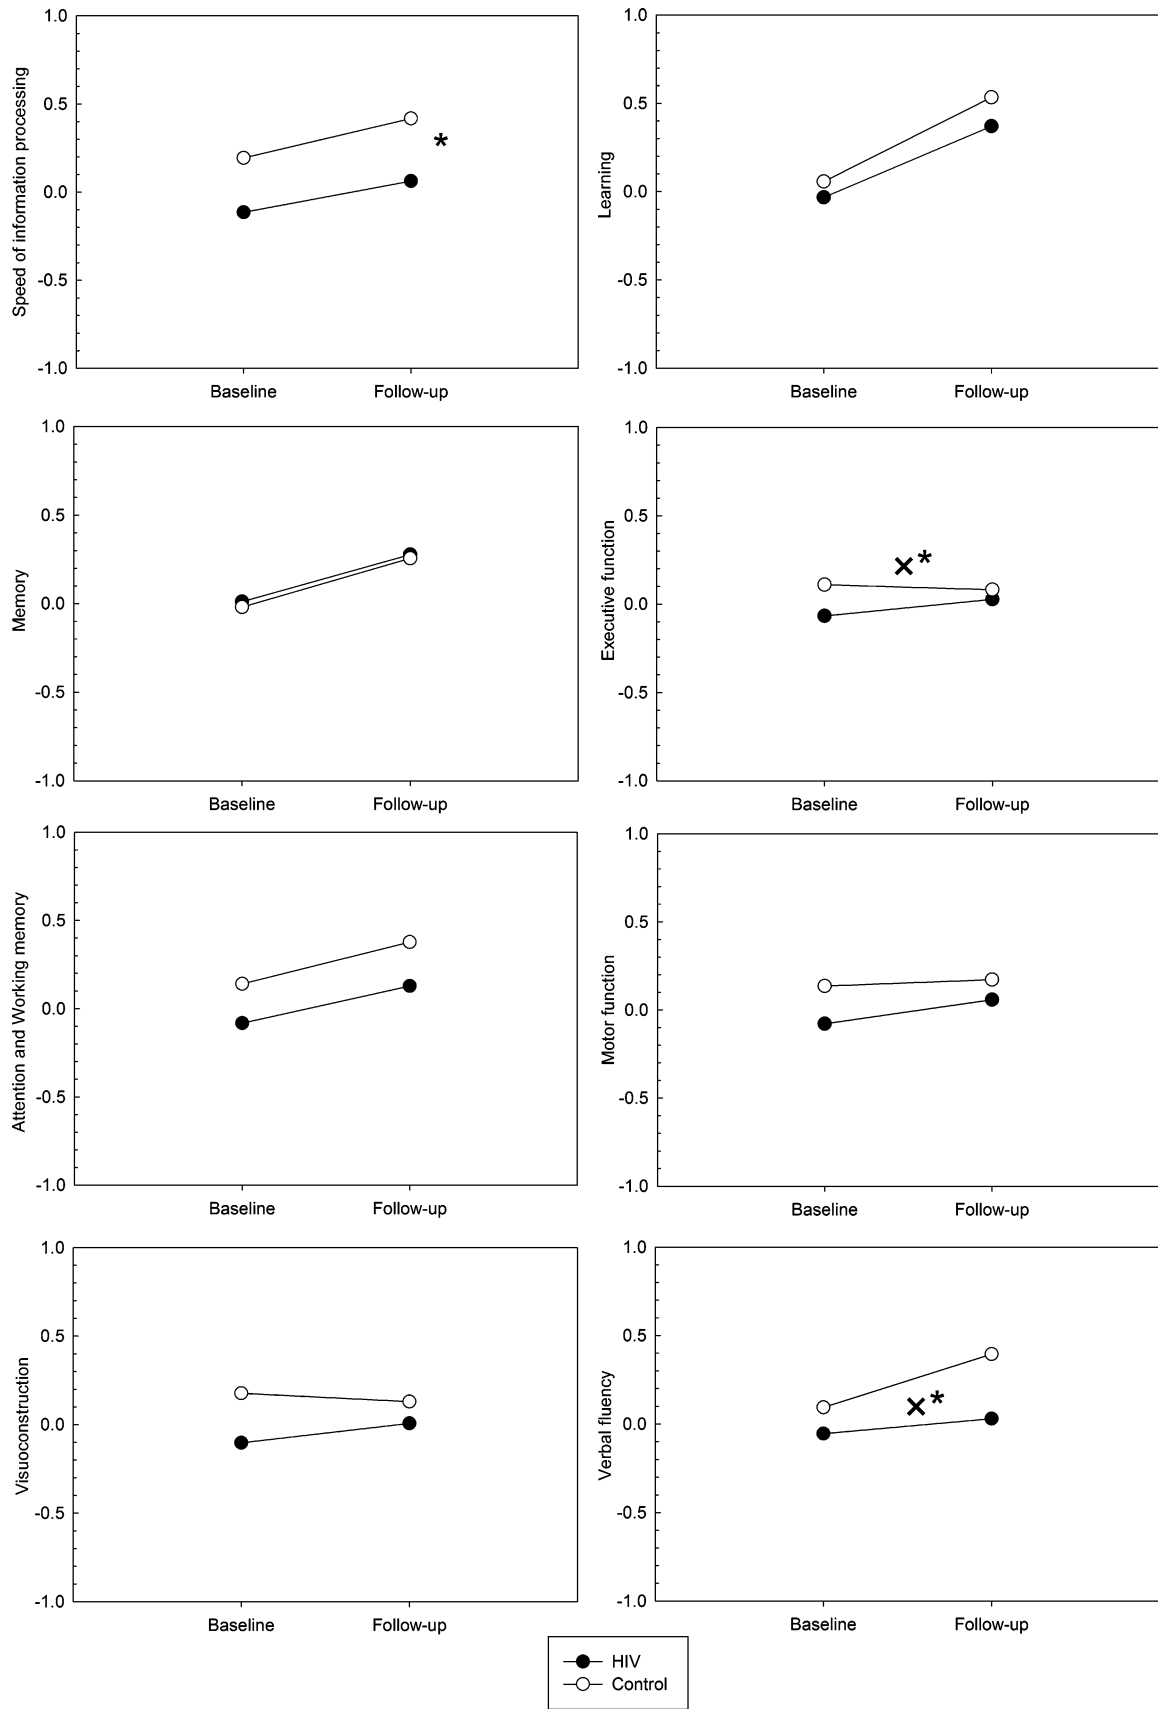 Speed of information processing
1.0
0.5
0.0
-0.5
-1.0
Baseline Follow-up
Learning
1.0
0.5
0.0
-0.5
-1.0
Baseline Follow-up
Memory
1.0
0.5
0.0
-0.5
-1.0
Baseline Follow-up
Executive function
1.0
0.5
0.0
-0.5
-1.0
Baseline Follow-up
Attention and Working memory
1.0
0.5
0.0
-0.5
-1.0
Baseline Follow-up
Motor function
1.0
0.5
0.0
-0.5
-1.0
Baseline Follow-up
Visuoconstruction
1.0
0.5
0.0
-0.5
-1.0
Baseline Follow-up
Verbal fluency
1.0
0.5
0.0
-0.5
-1.0
Baseline Follow-up
HIV
Control